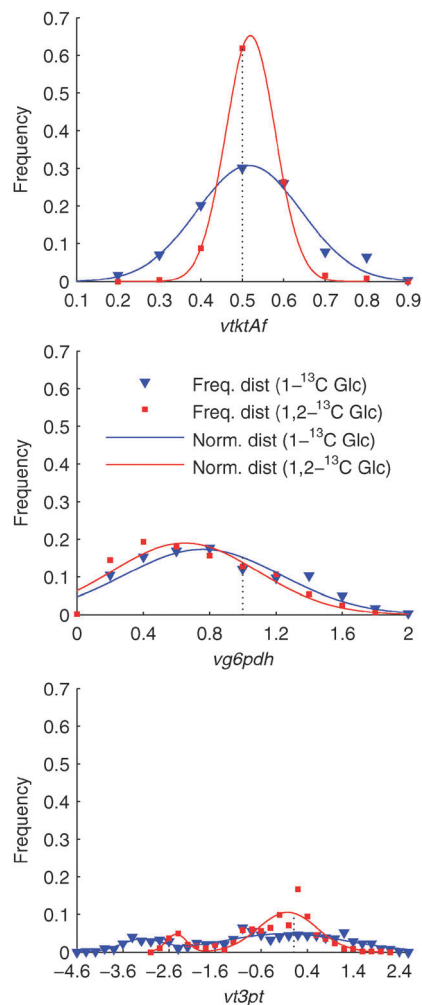 0.7
0.6
0.5
0.4
0.3
0.2
0.1
0
Frequency
0.1 0.2 0.3 0.4 0.5 0.6 0.7 0.8 0.9
vtktAf
0.7
0.6
0.5
0.4
0.3
0.2
0.1
0
Frequency
Freq. dist (1–¹³C Glc)
Freq. dist (1,2–¹³C Glc)
Norm. dist (1–¹³C Glc)
Norm. dist (1,2–¹³C Glc)
0 0.4 0.8 1.2 1.6 2
vg6pdh
0.7
0.6
0.5
0.4
0.3
0.2
0.1
0
Frequency
–4.6 –3.6 –2.6 –1.6 –0.6 0.4 1.4 2.4
vt3pt